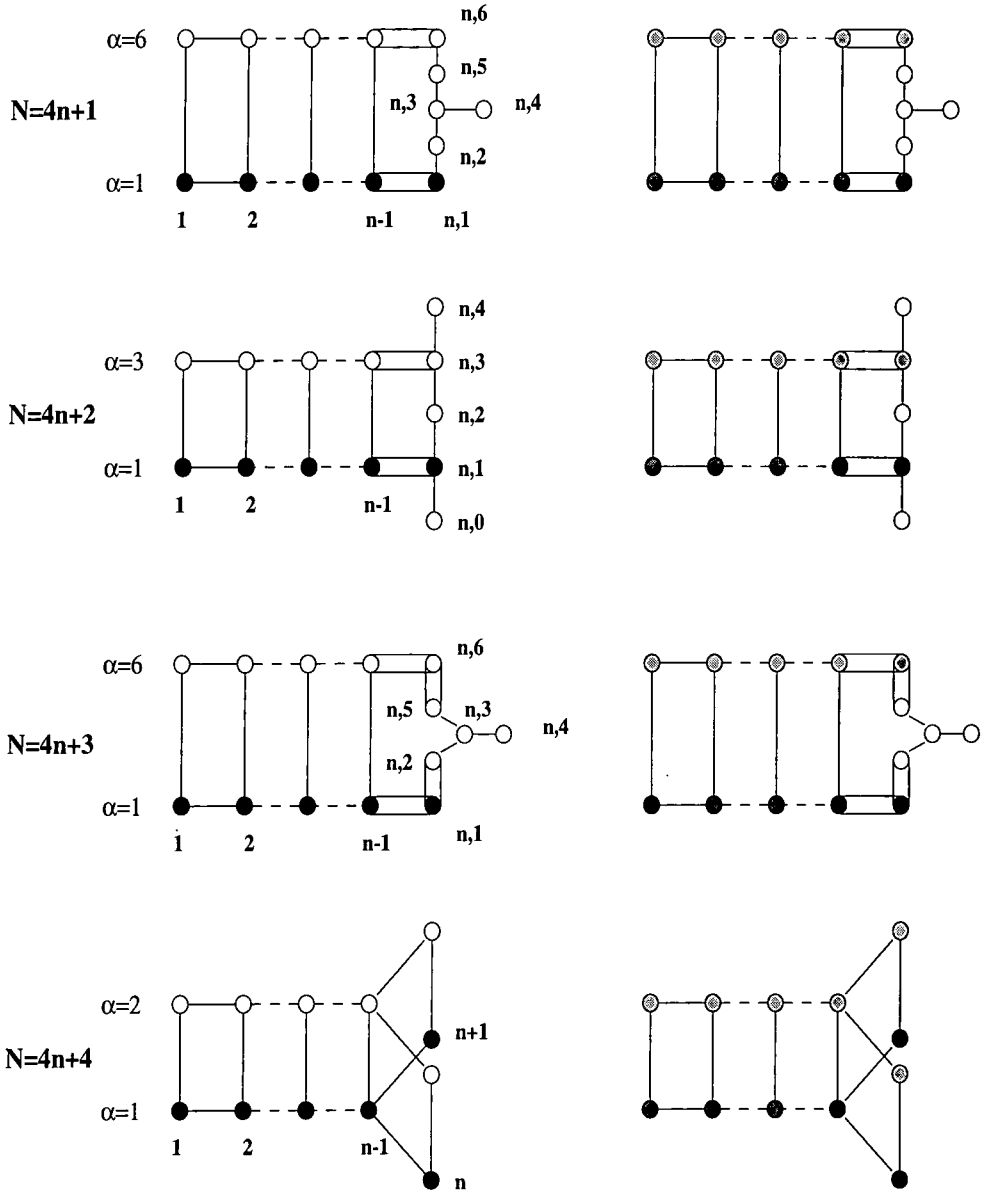 n,6
α=6
n,5
N=4n+1
n,3
n,4
n,2
α=1
1 2 n-1 n,1
n,4
α=3
n,3
N=4n+2
n,2
α=1
n,1
1 2 n-1
n,0
n,6
α=6
n,5 n,3
N=4n+3
n,4
n,2
α=1
1 2 n-1 n,1
α=2
n+1
N=4n+4
α=1
1 2 n-1
n